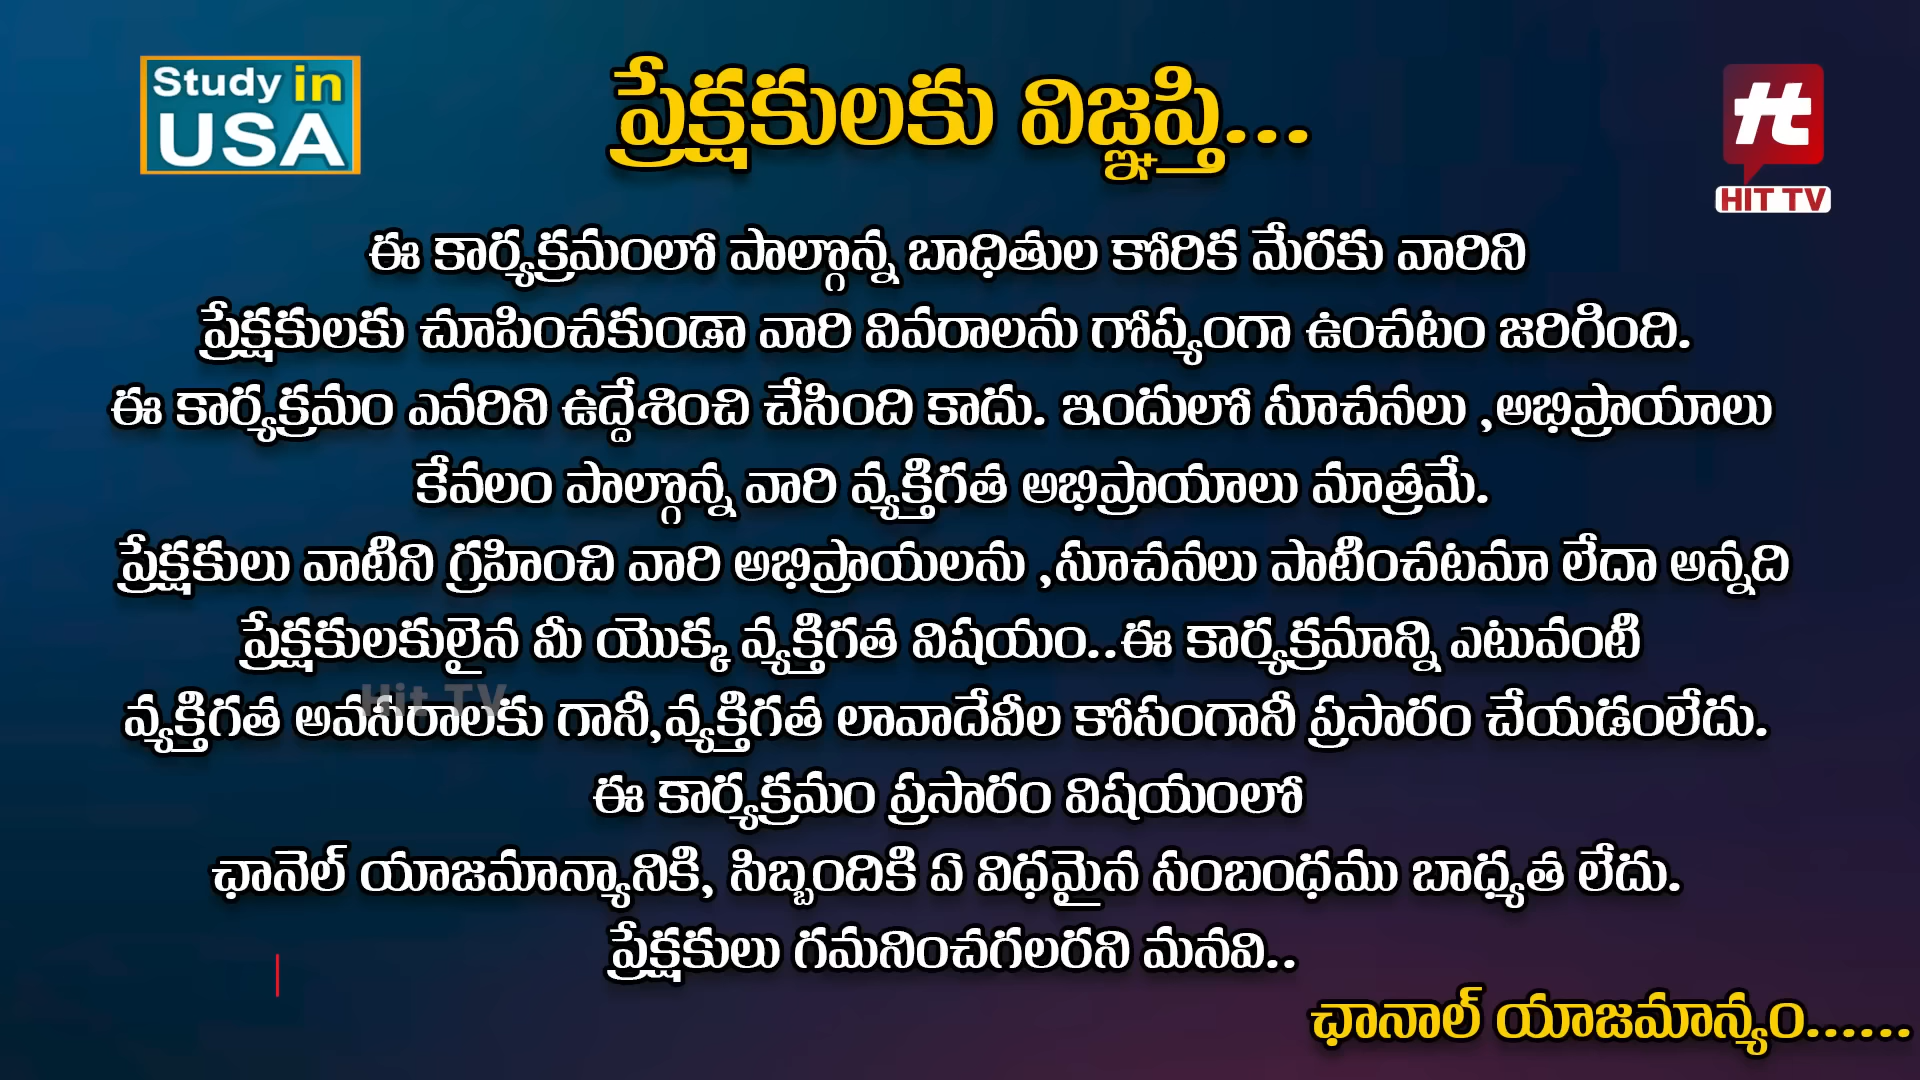 Study in
USA
ప్రేక్షకులకు విజ్ఞప్తి...
HIT TV
ఈ కార్యక్రమంలో పాల్గొన్న బాధితుల కోరిక మేరకు వారిని
ప్రేక్షకులకు చూపించకుండా వారి వివరాలను గోప్యంగా ఉంచటం జరిగింది.
ఈ కార్యక్రమం ఎవరిని ఉద్దేశించి చేసింది కాదు. ఇందులో సూచనలు ,అభిప్రాయాలు
కేవలం పాల్గొన్న వారి వ్యక్తిగత అభిప్రాయాలు మాత్రమే.
ప్రేక్షకులు వాటిని గ్రహించి వారి అభిప్రాయలను ,సూచనలు పాటించటమా లేదా అన్నది
ప్రేక్షకులకులైన మీ యొక్క వ్యక్తిగత విషయం..ఈ కార్యక్రమాన్ని ఎటువంటి
Hit TV
వ్యక్తిగత అవసరాలకు గానీ,వ్యక్తిగత లావాదేవీల కోసంగానీ ప్రసారం చేయడంలేదు.
ఈ కార్యక్రమం ప్రసారం విషయంలో
ఛానెల్ యాజమాన్యానికి, సిబ్బందికి ఏ విధమైన సంబంధము బాధ్యత లేదు.
ప్రేక్షకులు గమనించగలరని మనవి..
ఛానాల్ యాజమాన్యం......